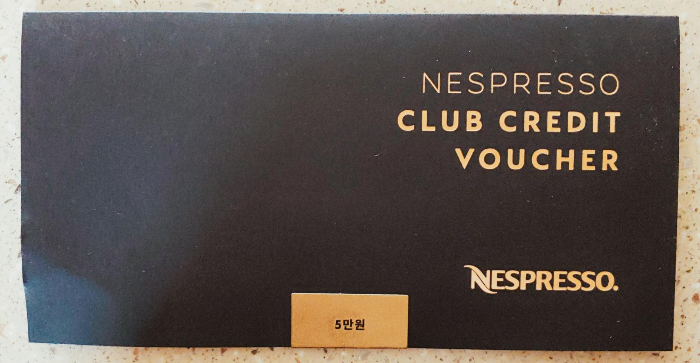 NESPRESSO
CLUB CREDIT
VOUCHER
NESPRESSO.
5만원